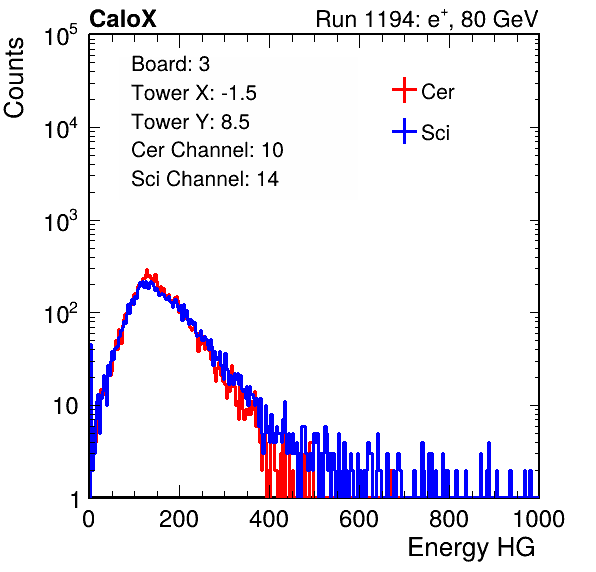 CaloX Run 1194: e⁺, 80 GeV
Counts
Board: 3
Tower X: -1.5
Tower Y: 8.5
Cer Channel: 10
Sci Channel: 14
Cer
Sci
10⁵
10⁴
10³
10²
10
1
0 200 400 600 800 1000
Energy HG